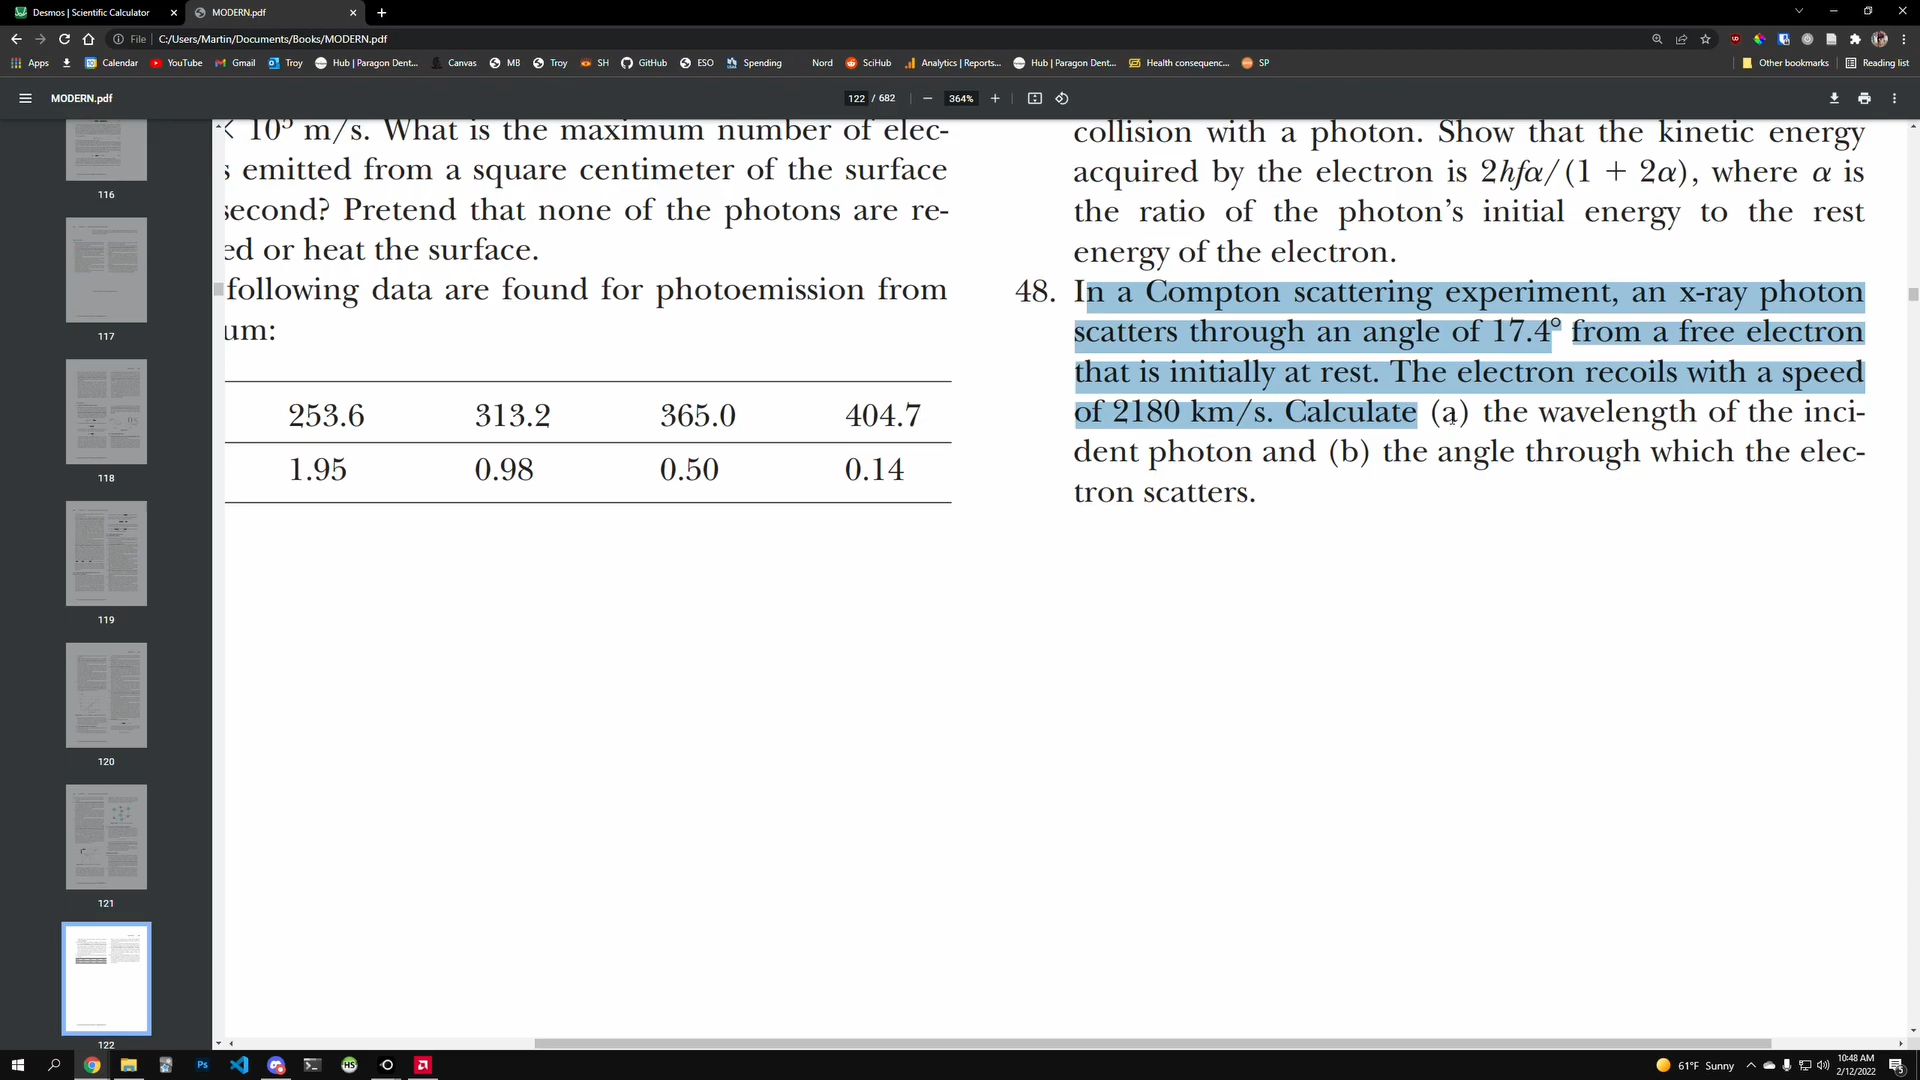 Desmos | Scientific Calculator
MODERN.pdf
File
C:/Users/Martin/Documents/Books/MODERN.pdf
Apps
Calendar
YouTube
Gmail
Troy
Hub | Paragon Dent...
Canvas
MB
Troy
SH
GitHub
ESO
Spending
Nord
SciHub
Analytics | Reports...
Hub | Paragon Dent...
Health consequenc...
SP
Other bookmarks
Reading list
MODERN.pdf
122 / 682
364%
116
117
118
119
120
121
122
× 10⁵ m/s. What is the maximum number of elec-
s emitted from a square centimeter of the surface
second? Pretend that none of the photons are re-
ed or heat the surface.
following data are found for photoemission from
um:
253.6 313.2 365.0 404.7
1.95 0.98 0.50 0.14
collision with a photon. Show that the kinetic energy
acquired by the electron is 2hfα/(1 + 2α), where α is
the ratio of the photon’s initial energy to the rest
energy of the electron.
48. In a Compton scattering experiment, an x-ray photon
scatters through an angle of 17.4° from a free electron
that is initially at rest. The electron recoils with a speed
of 2180 km/s. Calculate (a) the wavelength of the inci-
dent photon and (b) the angle through which the elec-
tron scatters.
Ps
HS
61°F Sunny
10:48 AM
2/12/2022
5